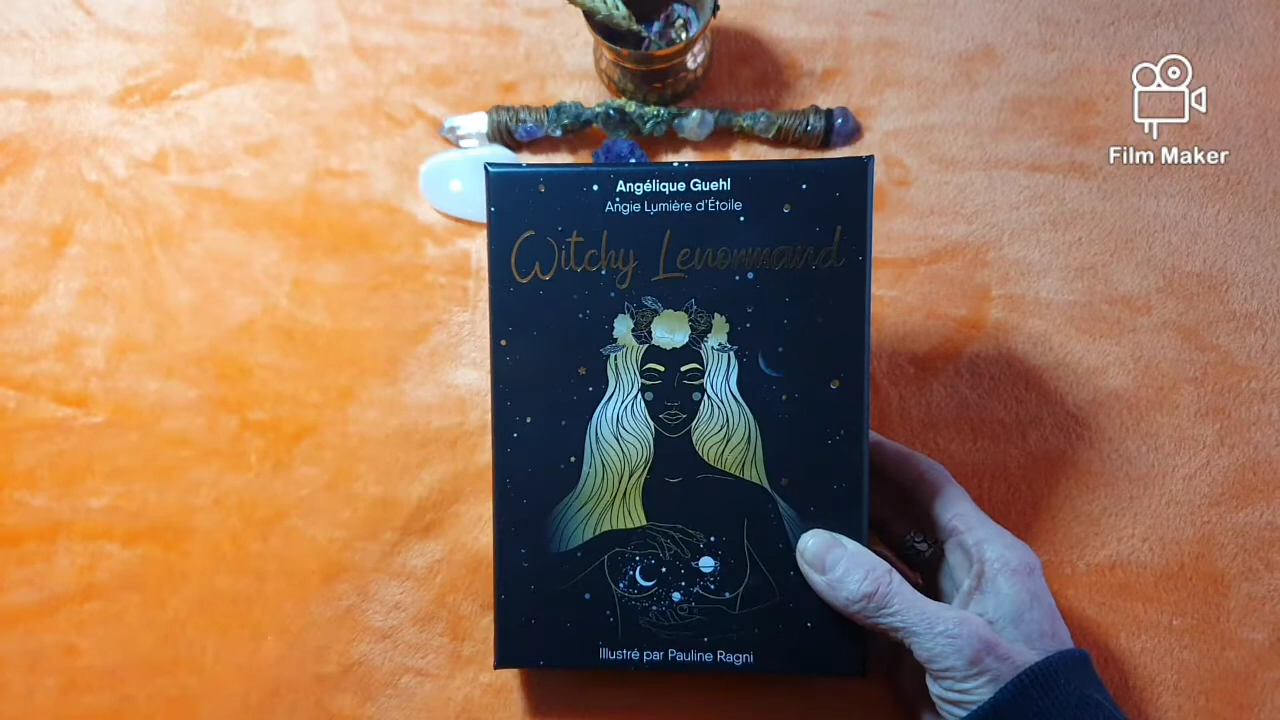 Angélique Guehl
Angie Lumière d'Étoile
Witchy Lenormand
Illustré par Pauline Ragni
Film Maker